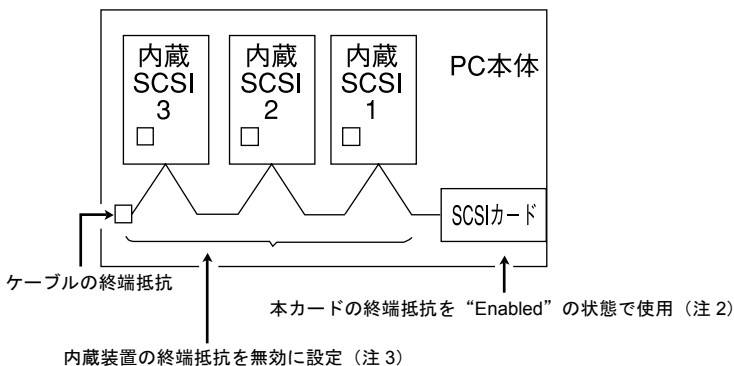 内蔵
SCSI
3
内蔵
SCSI
2
内蔵
SCSI
1
PC本体
SCSIカード
ケーブルの終端抵抗
本カードの終端抵抗を“Enabled”の状態で使用（注 2）
内蔵装置の終端抵抗を無効に設定（注 3）